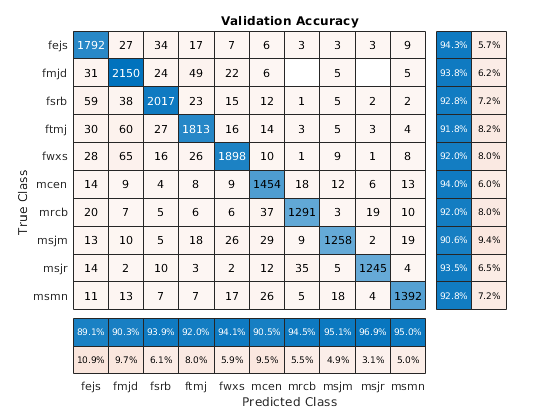 Validation Accuracy
fejs 1792 27 34 17 7 6 3 3 3 9 94.3% 5.7%
fmjd 31 2150 24 49 22 6 5 5 93.8% 6.2%
fsrb 59 38 2017 23 15 12 1 5 2 2 92.8% 7.2%
ftmj 30 60 27 1813 16 14 3 5 3 4 91.8% 8.2%
fwxs 28 65 16 26 1898 10 1 9 1 8 92.0% 8.0%
mcen 14 9 4 8 9 1454 18 12 6 13 94.0% 6.0%
mrcb 20 7 5 6 6 37 1291 3 19 10 92.0% 8.0%
msjm 13 10 5 18 26 29 9 1258 2 19 90.6% 9.4%
msjr 14 2 10 3 2 12 35 5 1245 4 93.5% 6.5%
msmn 11 13 7 7 17 26 5 18 4 1392 92.8% 7.2%
True Class
89.1% 90.3% 93.9% 92.0% 94.1% 90.5% 94.5% 95.1% 96.9% 95.0%
10.9% 9.7% 6.1% 8.0% 5.9% 9.5% 5.5% 4.9% 3.1% 5.0%
fejs fmjd fsrb ftmj fwxs mcen mrcb msjm msjr msmn
Predicted Class